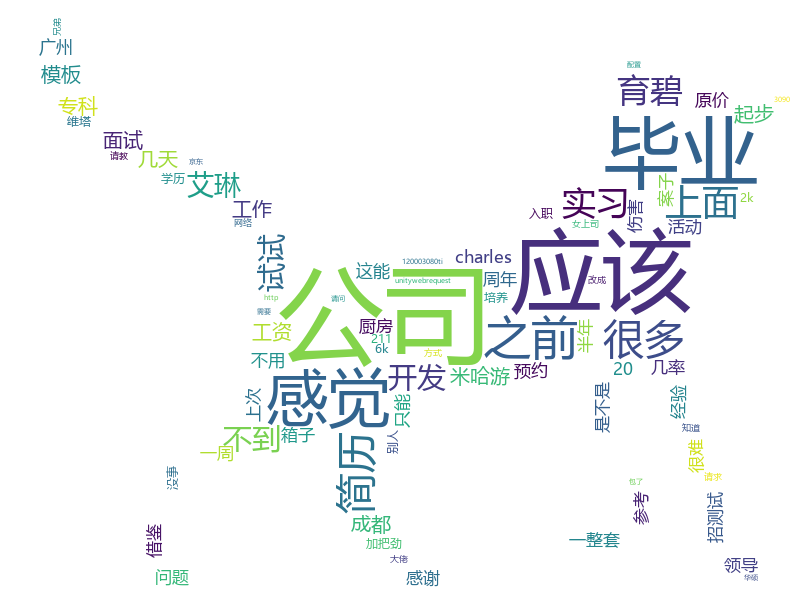 兄弟
广州
模板
专科
维塔
面试
请教
几天
京东
学历
艾琳
工作
网络
试试
配置
育碧
原价
3090
起步
毕业
案子
上面
2k
实习
入职
女上司
伤害
活动
charles
应该
120003080ti
这能
周年
改成
unitywebrequest
培养
http
请问
公司
需要
厨房
工资
211
6k
方式
之前
半年
很多
不用
开发
米哈游
预约
20
几率
感觉
上次
只能
是不是
经验
箱子
不到
一周
别人
知道
简历
没事
很难
请求
包了
成都
参考
招测试
借鉴
加把劲
一整套
大佬
问题
感谢
领导
华硕